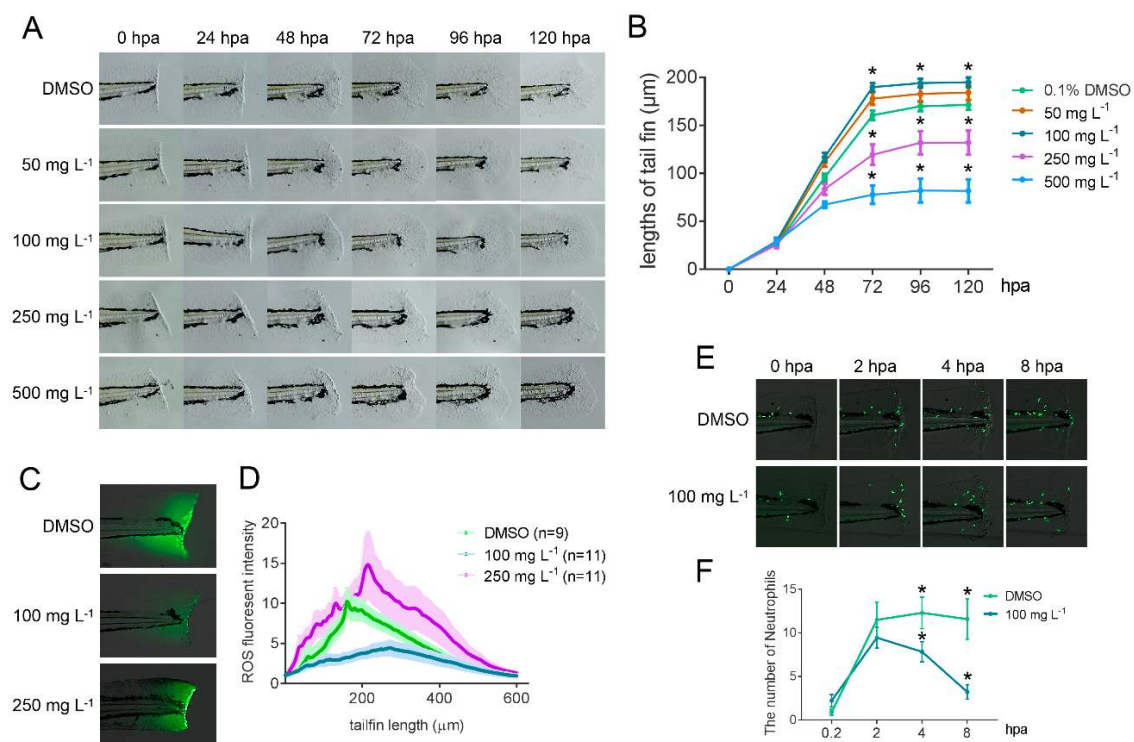 A
0 hpa 24 hpa 48 hpa 72 hpa 96 hpa 120 hpa
DMSO
50 mg L⁻¹
100 mg L⁻¹
250 mg L⁻¹
500 mg L⁻¹
B
lengths of tail fin (µm)
200
150
100
50
0
0 24 48 72 96 120 hpa
* * *
* * *
* * *
0.1% DMSO
50 mg L⁻¹
100 mg L⁻¹
250 mg L⁻¹
500 mg L⁻¹
C
DMSO
100 mg L⁻¹
250 mg L⁻¹
D
ROS fluoresent intensity
20
15
10
5
0
0 200 400 600
tailfin length (µm)
DMSO (n=9)
100 mg L⁻¹ (n=11)
250 mg L⁻¹ (n=11)
E
0 hpa 2 hpa 4 hpa 8 hpa
DMSO
100 mg L⁻¹
F
The number of Neutrophils
15
10
5
0
0.2 2 4 8 hpa
* *
* *
DMSO
100 mg L⁻¹